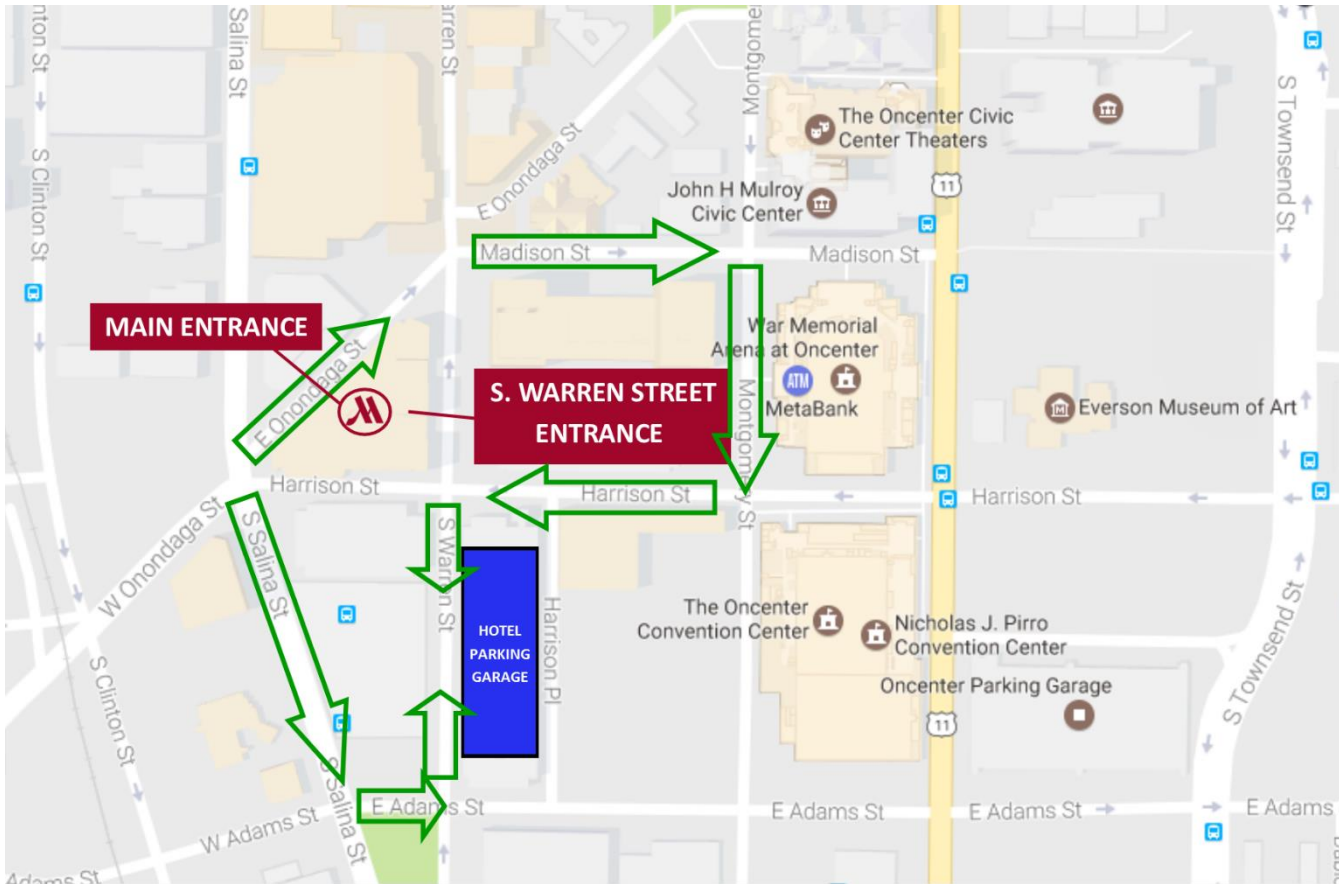 nton St
Salina St
rren St
Montgome
S Townsend St
The Oncenter Civic
Center Theaters
E Onondaga St
S Clinton St
John H Mulroy
Civic Center
11
Madison St
Madison St
MAIN ENTRANCE
War Memorial
Arena at Oncenter
E Onondaga St
S. WARREN STREET
ENTRANCE
ATM
MetaBank
Montgomery St
Everson Museum of Art
Harrison St
Harrison St
Harrison St
W Onondaga St
S Salina St
S Warren St
HOTEL
PARKING
GARAGE
Harrison Pl
The Oncenter
Convention Center
Nicholas J. Pirro
Convention Center
S Townsend St
S Clinton St
Oncenter Parking Garage
11
S Salina St
W Adams St
E Adams St
E Adams St
E Adams St
E Adams
Adams St